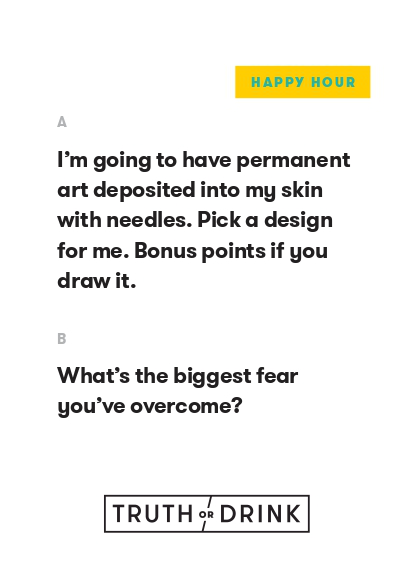 HAPPY HOUR
A
I'm going to have permanent
art deposited into my skin
with needles. Pick a design
for me. Bonus points if you
draw it.
B
What's the biggest fear
you've overcome?
TRUTH OR DRINK